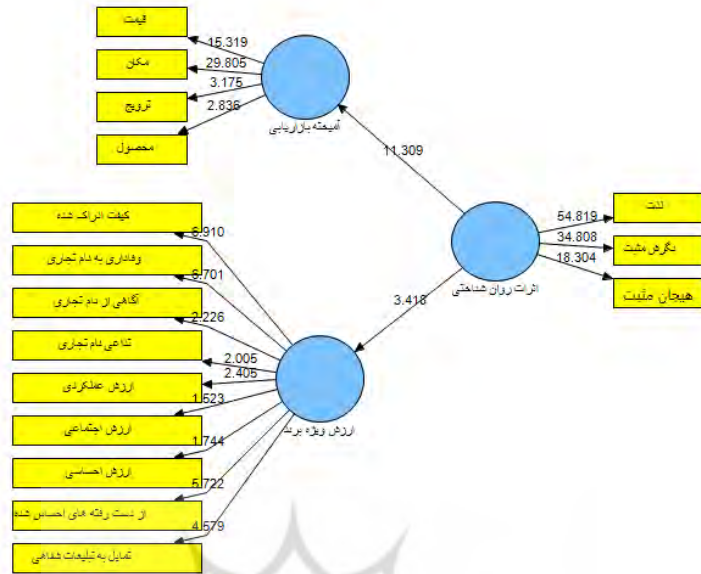 قیمت
15.319
مکان
29.805
ترویج
3.175
محصول
2.836
آمیخته بازاریابی
11.309
لذت
54.819
نگرش مثبت
34.808
هیجان مثبت
18.304
اثرات روان شناختی
3.418
کیفت ادراک شده
6.910
وفاداری به نام تجاری
6.701
آگاهی از نام تجاری
2.226
تداعی نام تجاری
2.005
2.405
ارزش عملکردی
1.523
ارزش اجتماعی
1.744
ارزش احساسی
5.722
از دست رفته های احساس شده
4.579
تمایل به تبلیغات شفاهی
ارزش ویژه برند